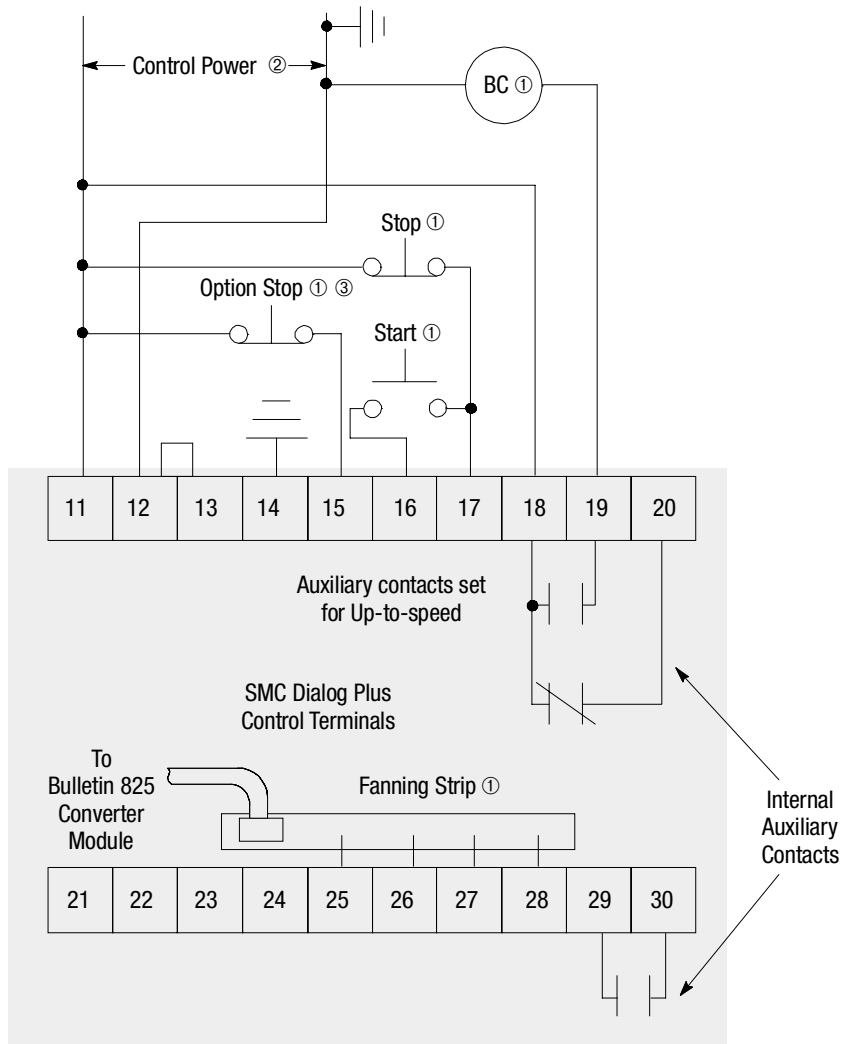 Control Power ②
BC ①
Stop ①
Option Stop ① ③
Start ①
11 12 13 14 15 16 17 18 19 20
Auxiliary contacts set
for Up-to-speed
SMC Dialog Plus
Control Terminals
To
Bulletin 825
Converter
Module
Fanning Strip ①
Internal
Auxiliary
Contacts
21 22 23 24 25 26 27 28 29 30